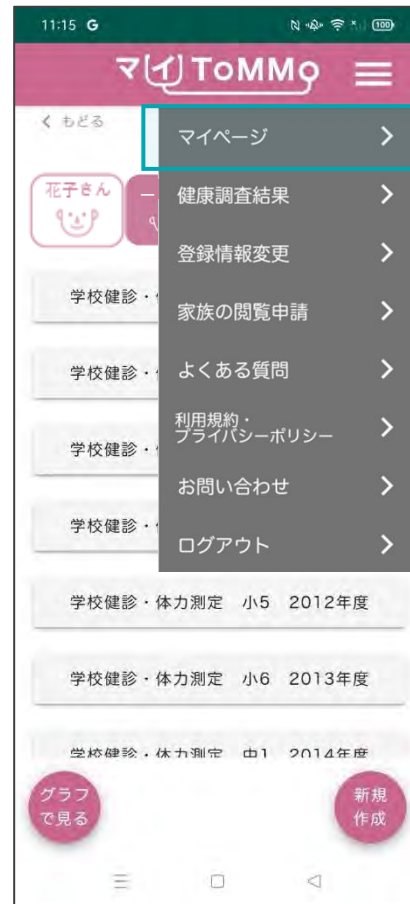 11:15 G
100
マイToMMo
もどる
マイページ
花子さん
一
健康調査結果
登録情報変更
学校健診・
家族の閲覧申請
学校健診・
よくある質問
利用規約・
プライバシーポリシー
学校健診・
お問い合わせ
学校健診・
ログアウト
学校健診・体力測定 小5 2012年度
学校健診・体力測定 小6 2013年度
学校健診・体力測定 中1 2014年度
グラフ
で見る
新規
作成